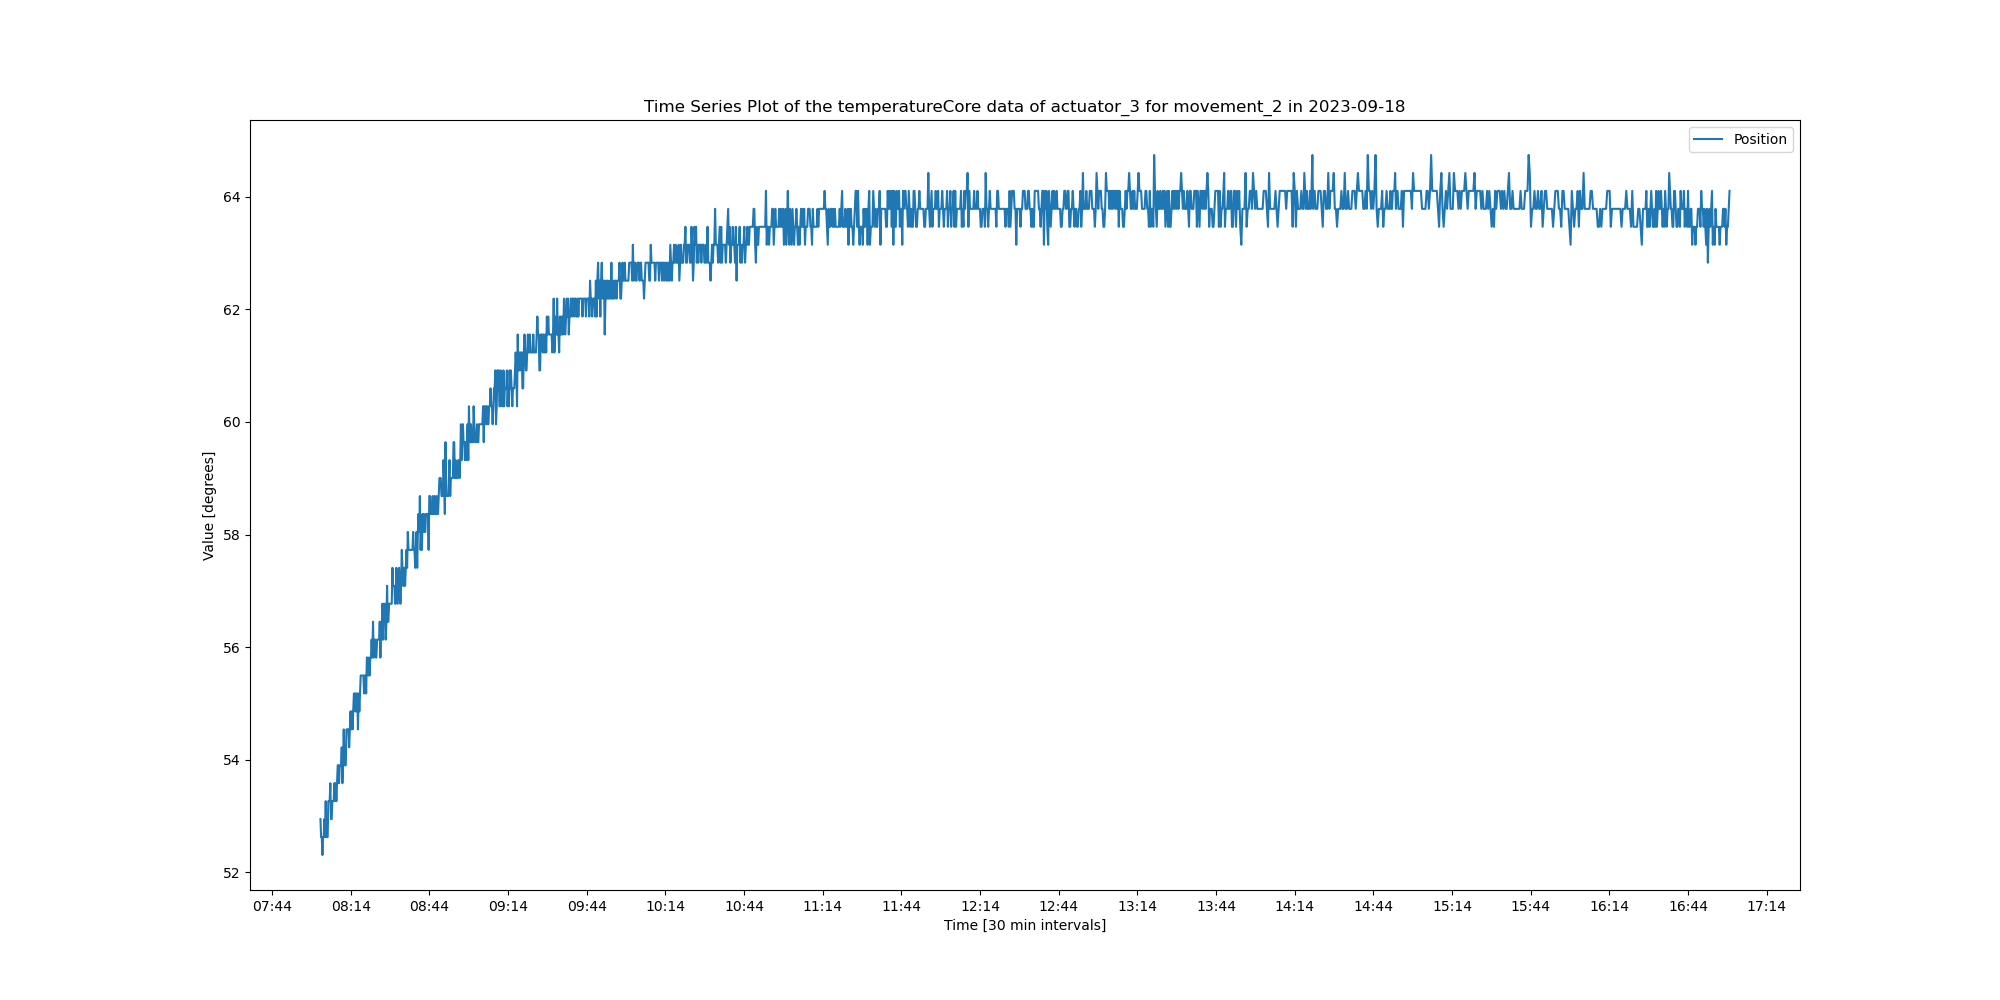 Time Series Plot of the temperatureCore data of actuator_3 for movement_2 in 2023-09-18
Position
Value [degrees]
64
62
60
58
56
54
52
07:44 08:14 08:44 09:14 09:44 10:14 10:44 11:14 11:44 12:14 12:44 13:14 13:44 14:14 14:44 15:14 15:44 16:14 16:44 17:14
Time [30 min intervals]